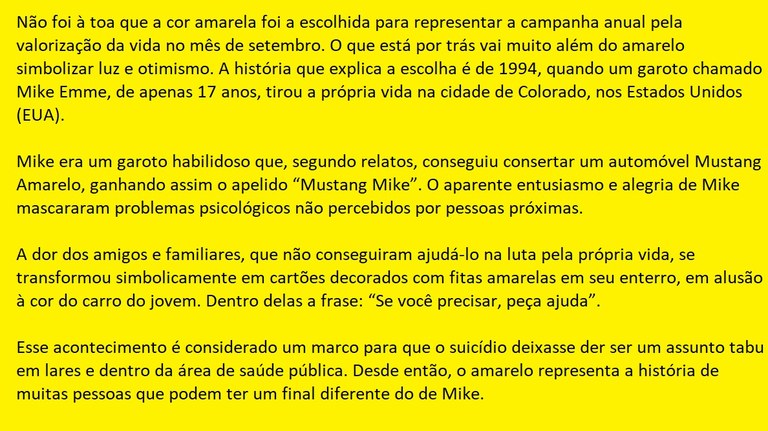 Não foi à toa que a cor amarela foi a escolhida para representar a campanha anual pela
valorização da vida no mês de setembro. O que está por trás vai muito além do amarelo
simbolizar luz e otimismo. A história que explica a escolha é de 1994, quando um garoto chamado
Mike Emme, de apenas 17 anos, tirou a própria vida na cidade de Colorado, nos Estados Unidos
(EUA).
Mike era um garoto habilidoso que, segundo relatos, conseguiu consertar um automóvel Mustang
Amarelo, ganhando assim o apelido “Mustang Mike”. O aparente entusiasmo e alegria de Mike
mascararam problemas psicológicos não percebidos por pessoas próximas.
A dor dos amigos e familiares, que não conseguiram ajudá-lo na luta pela própria vida, se
transformou simbolicamente em cartões decorados com fitas amarelas em seu enterro, em alusão
à cor do carro do jovem. Dentro delas a frase: “Se você precisar, peça ajuda”.
Esse acontecimento é considerado um marco para que o suicídio deixasse der ser um assunto tabu
em lares e dentro da área de saúde pública. Desde então, o amarelo representa a história de
muitas pessoas que podem ter um final diferente do de Mike.